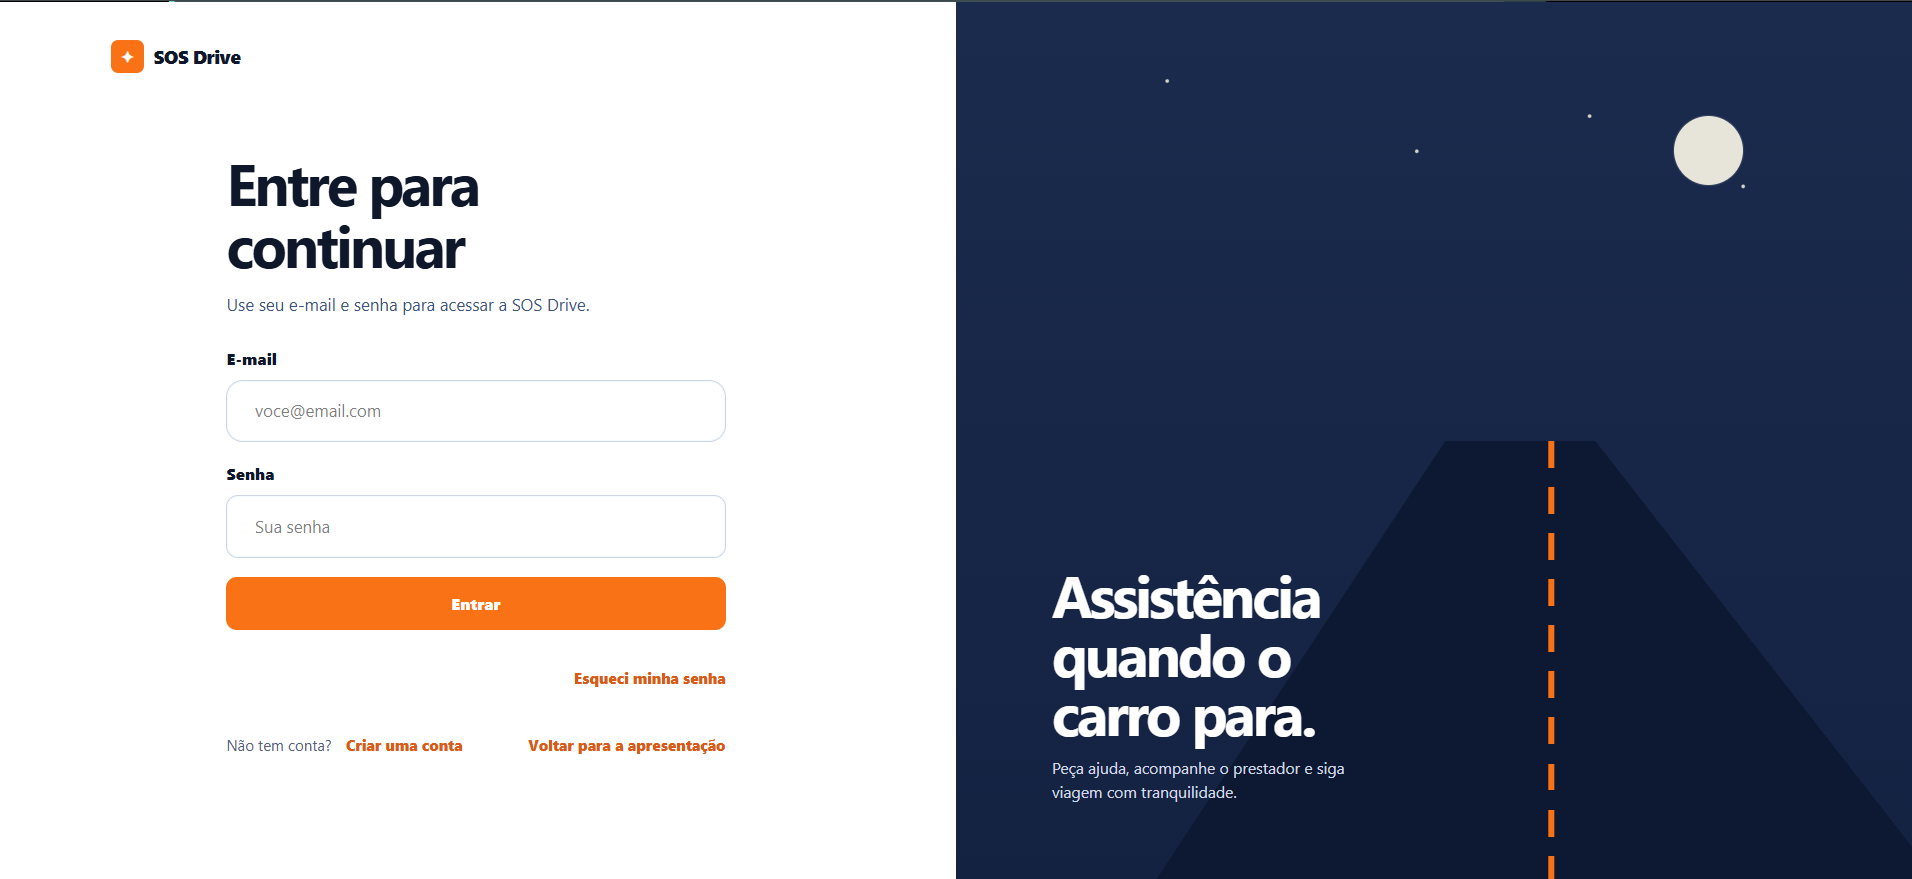 SOS Drive
Entre para
continuar
Use seu e-mail e senha para acessar a SOS Drive.
E-mail
voce@email.com
Senha
Sua senha
Entrar
Esqueci minha senha
Não tem conta? Criar uma conta
Voltar para a apresentação
Assistência
quando o
carro para.
Peça ajuda, acompanhe o prestador e siga
viagem com tranquilidade.